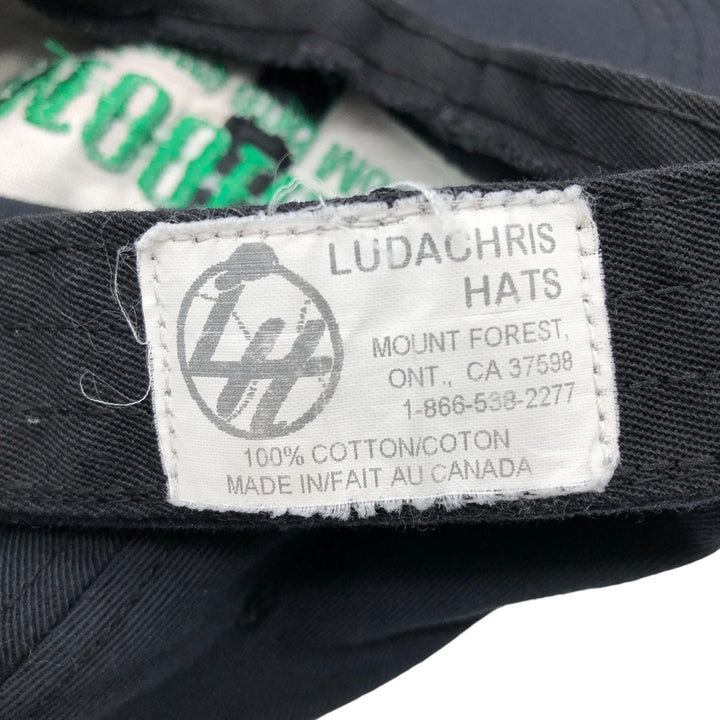 LUDACHRIS
HATS
MOUNT FOREST,
ONT., CA 37598
1-866-538-2277
100% COTTON/COTON
MADE IN/FAIT AU CANADA
LH